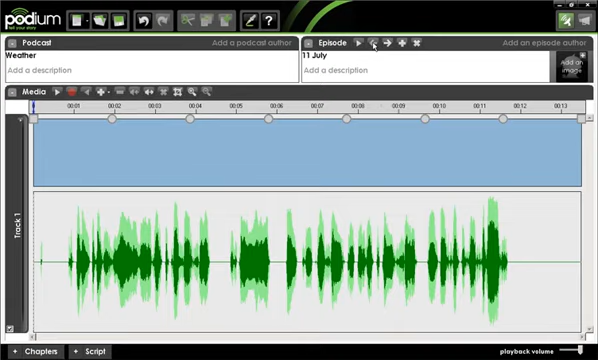 podium
tell your story
Podcast
Add a podcast author
Weather
Add a description
Episode
Add an episode author
11 July
Add a description
Add an
image
Media
00:01 00:02 00:03 00:04 00:05 00:06 00:07 00:08 00:09 00:10 00:11 00:12 00:13
Track 1
+ Chapters
+ Script
playback volume